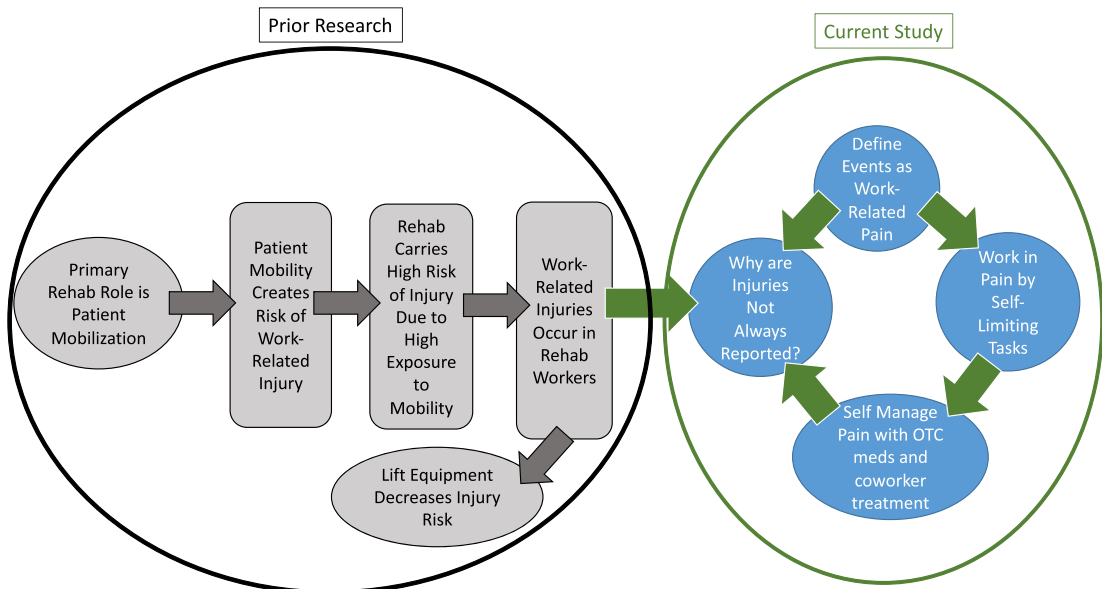 Prior Research
Current Study
Primary
Rehab Role is
Patient
Mobilization
Patient
Mobility
Creates
Risk of
Work-
Related
Injury
Rehab
Carries
High Risk
of Injury
Due to
High
Exposure
to
Mobility
Work-
Related
Injuries
Occur in
Rehab
Workers
Lift Equipment
Decreases Injury
Risk
Define
Events as
Work-
Related
Pain
Why are
Injuries
Not
Always
Reported?
Work in
Pain by
Self-
Limiting
Tasks
Self Manage
Pain with OTC
meds and
coworker
treatment